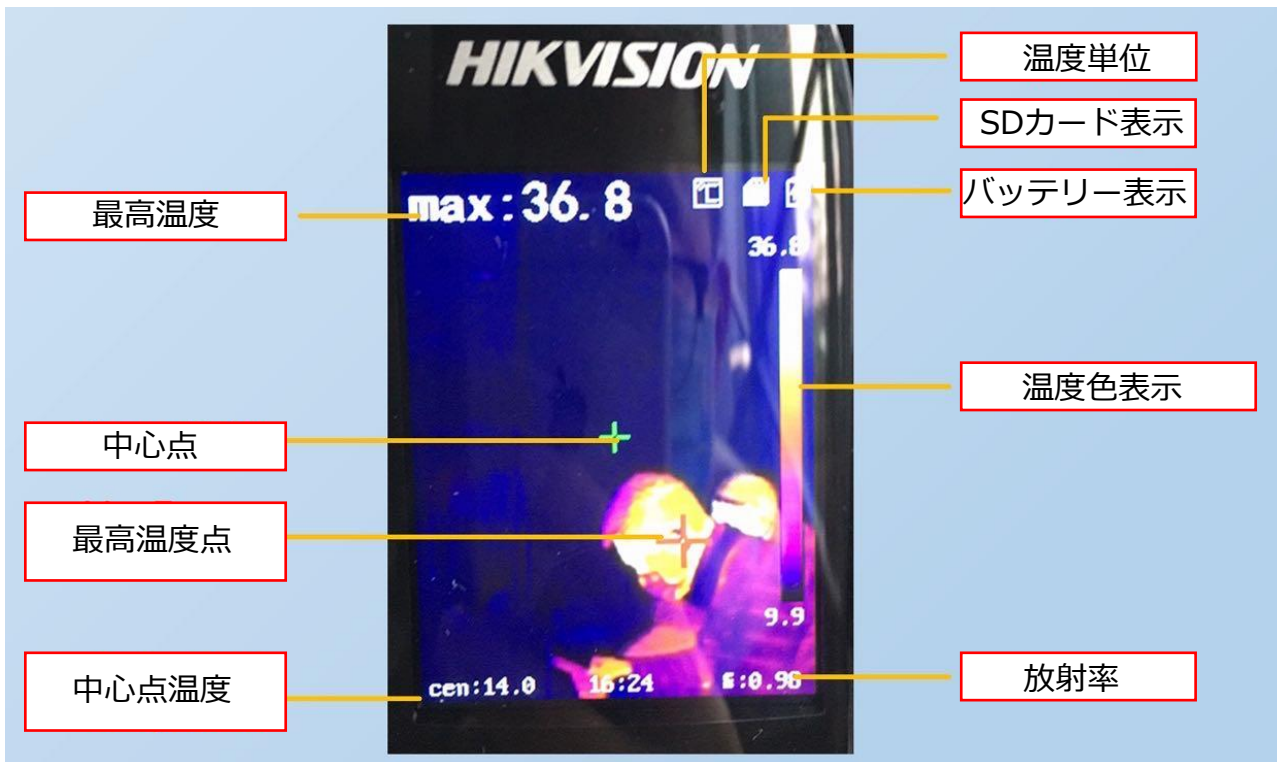 HIKVISION
温度単位
SDカード表示
バッテリー表示
max:36.8
最高温度
36.8
温度色表示
中心点
最高温度点
9.9
中心点温度
cen:14.0 16:24 ε:0.98
放射率